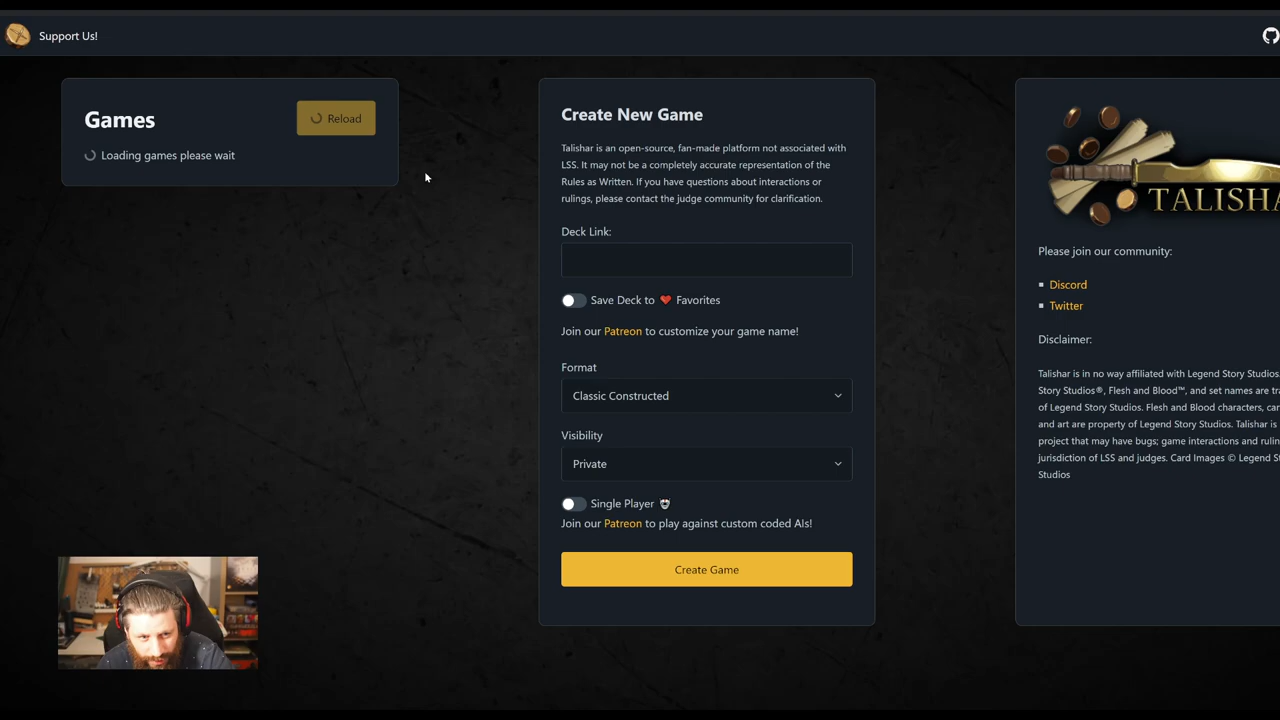 Support Us!
Games
Reload
Loading games please wait
Create New Game
Talishar is an open-source, fan-made platform not associated with
LSS. It may not be a completely accurate representation of the
Rules as Written. If you have questions about interactions or
rulings, please contact the judge community for clarification.
Deck Link:
Save Deck to ❤️ Favorites
Join our Patreon to customize your game name!
Format
Classic Constructed
Visibility
Private
Single Player
Join our Patreon to play against custom coded AIs!
Create Game
TALISHA
Please join our community:
▪ Discord
▪ Twitter
Disclaimer:
Talishar is in no way affiliated with Legend Story Studios.
Story Studios®, Flesh and Blood™, and set names are tr
of Legend Story Studios. Flesh and Blood characters, car
and art are property of Legend Story Studios. Talishar is
project that may have bugs; game interactions and rulin
jurisdiction of LSS and judges. Card Images © Legend St
Studios